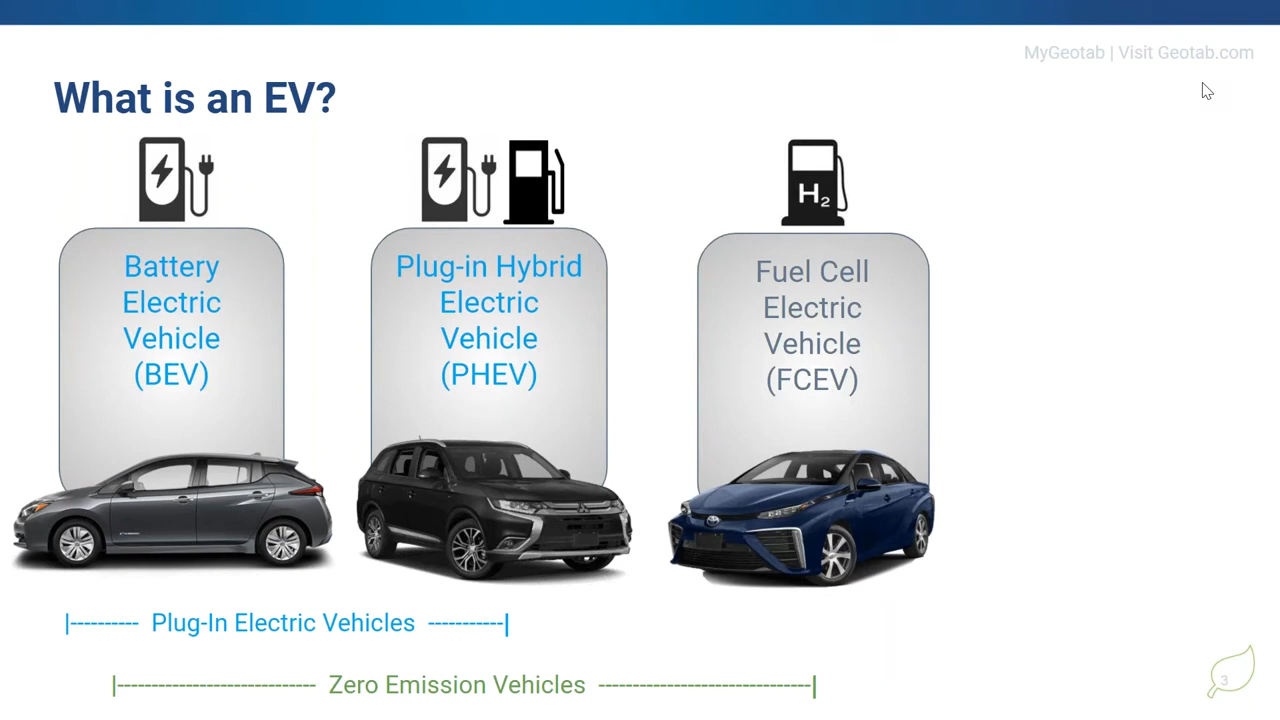 MyGeotab | Visit Geotab.com
What is an EV?
H₂
Battery
Electric
Vehicle
(BEV)
Plug-in Hybrid
Electric
Vehicle
(PHEV)
Fuel Cell
Electric
Vehicle
(FCEV)
|---------- Plug-In Electric Vehicles -----------|
|------------------------------ Zero Emission Vehicles --------------------------------|
3